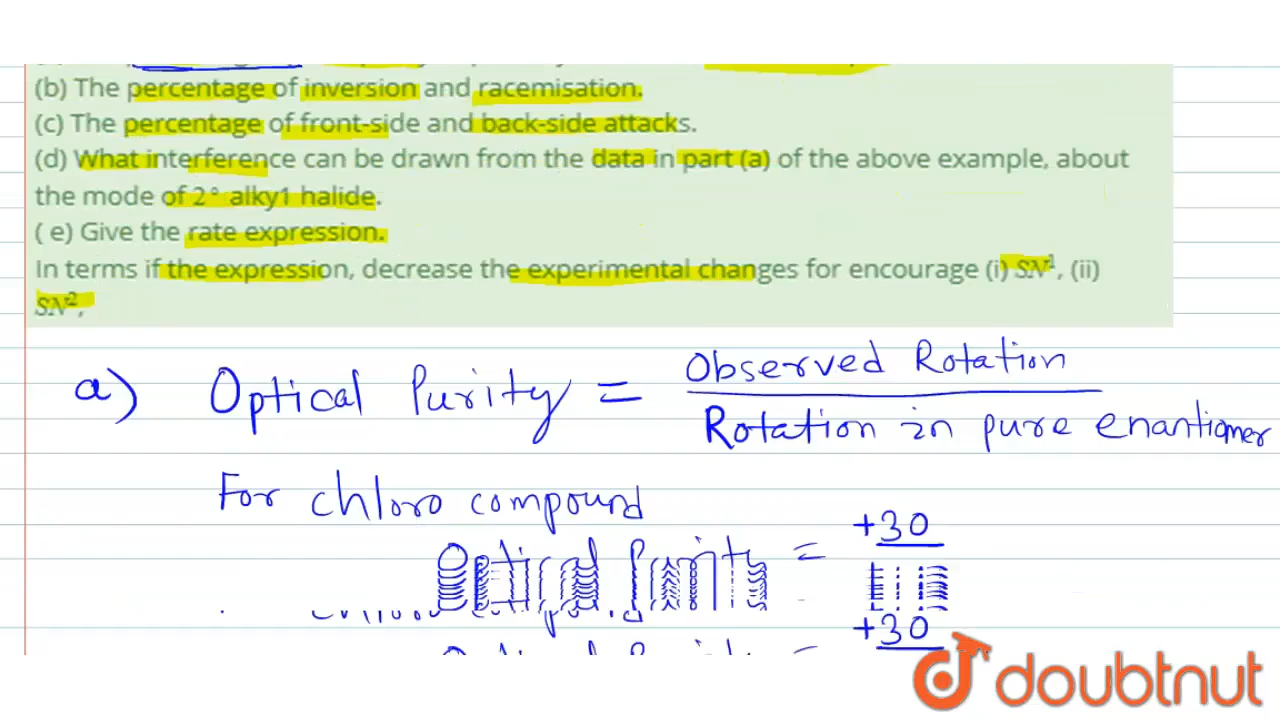 (b) The percentage of inversion and racemisation.
(c) The percentage of front-side and back-side attacks.
(d) What interference can be drawn from the data in part (a) of the above example, about
the mode of 2° alky1 halide.
( e) Give the rate expression.
In terms if the expression, decrease the experimental changes for encourage (i) SN¹, (ii)
SN²,
a) Optical Purity = Observed Rotation
Rotation in pure enantiomer
For chloro compound
Optical Purity = +30
+30
doubtnut